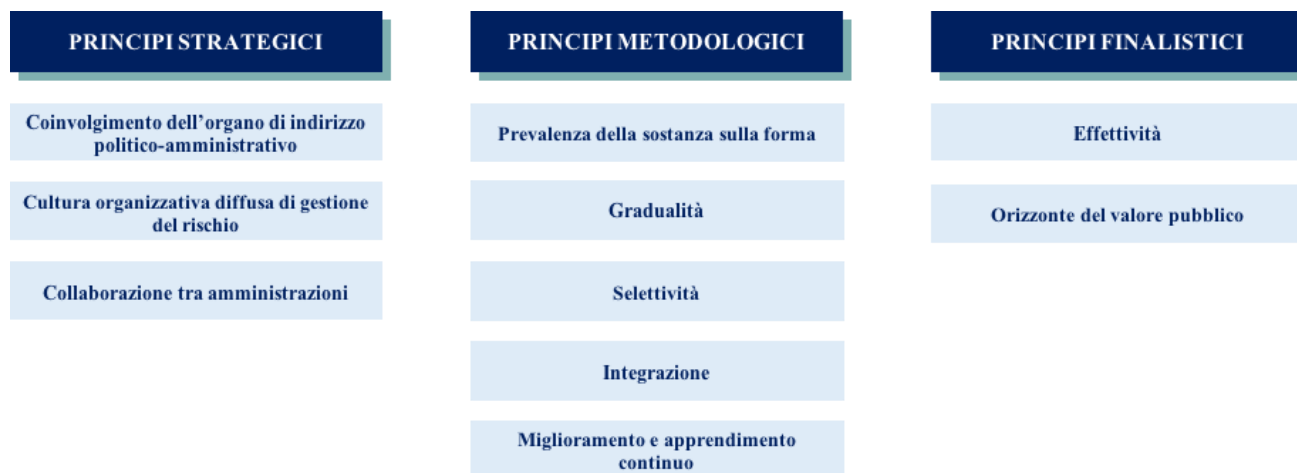 PRINCIPI STRATEGICI
Coinvolgimento dell’organo di indirizzo
politico-amministrativo
Cultura organizzativa diffusa di gestione
del rischio
Collaborazione tra amministrazioni
PRINCIPI METODOLOGICI
Prevalenza della sostanza sulla forma
Gradualità
Selettività
Integrazione
Miglioramento e apprendimento
continuo
PRINCIPI FINALISTICI
Effettività
Orizzonte del valore pubblico